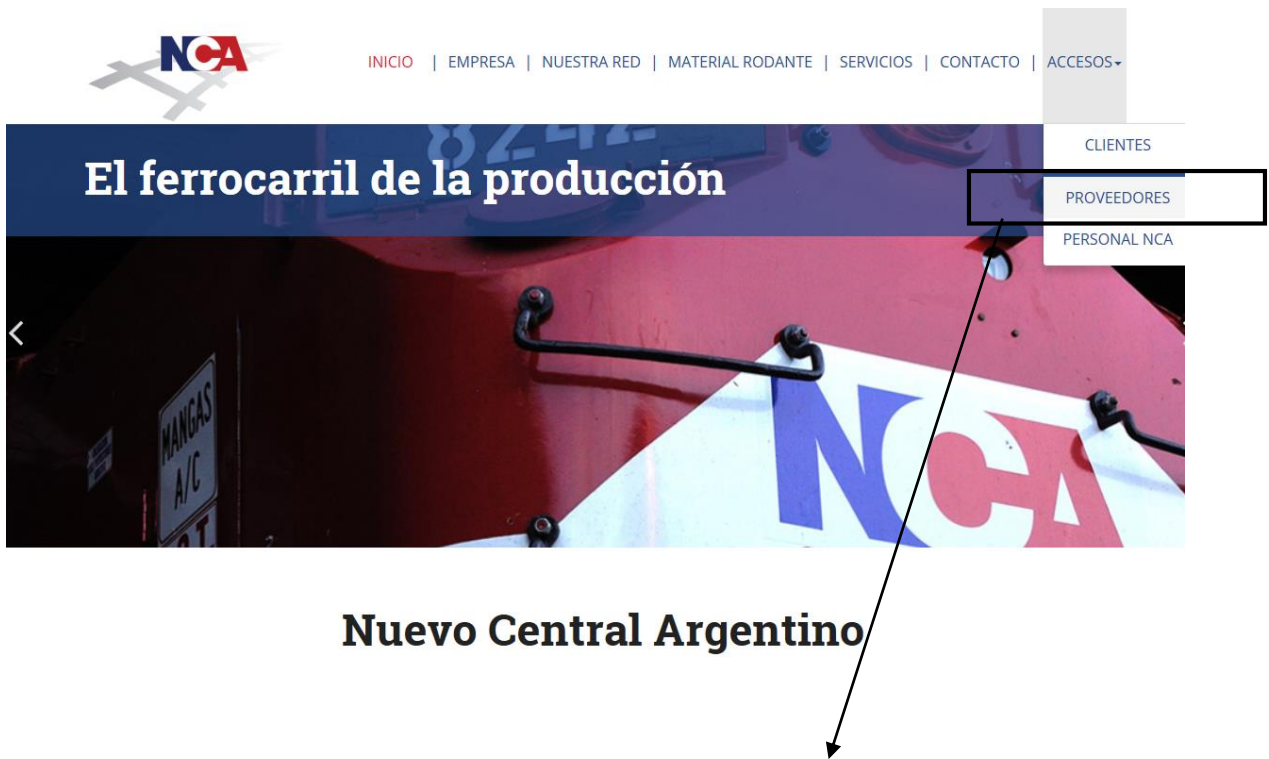 NCA
INICIO | EMPRESA | NUESTRA RED | MATERIAL RODANTE | SERVICIOS | CONTACTO | ACCESOS
CLIENTES
PROVEEDORES
PERSONAL NCA
8242
El ferrocarril de la producción
MANGAS
A/C
NCA
Nuevo Central Argentino